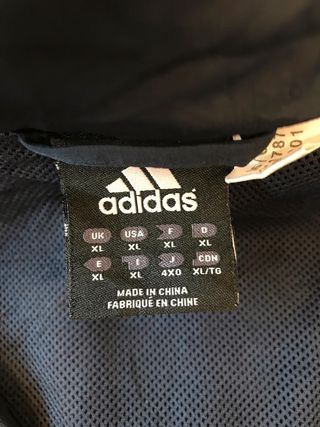 adidas
UK USA F D
XL XL XL XL
E I J CDN
XL XL 4XO XL/TG
MADE IN CHINA
FABRIQUÉ EN CHINE